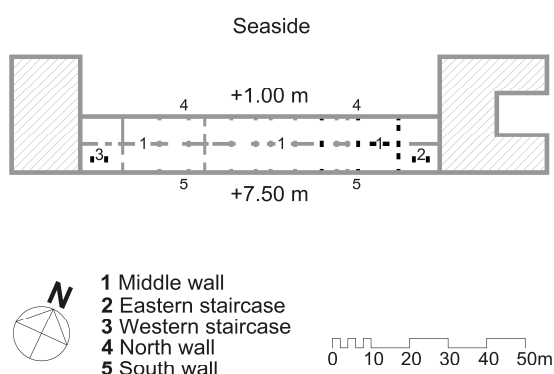 Seaside
4 4
+1.00 m
1 1 1
3 2
5 5
+7.50 m
N
1 Middle wall
2 Eastern staircase
3 Western staircase
4 North wall
5 South wall
0 10 20 30 40 50m